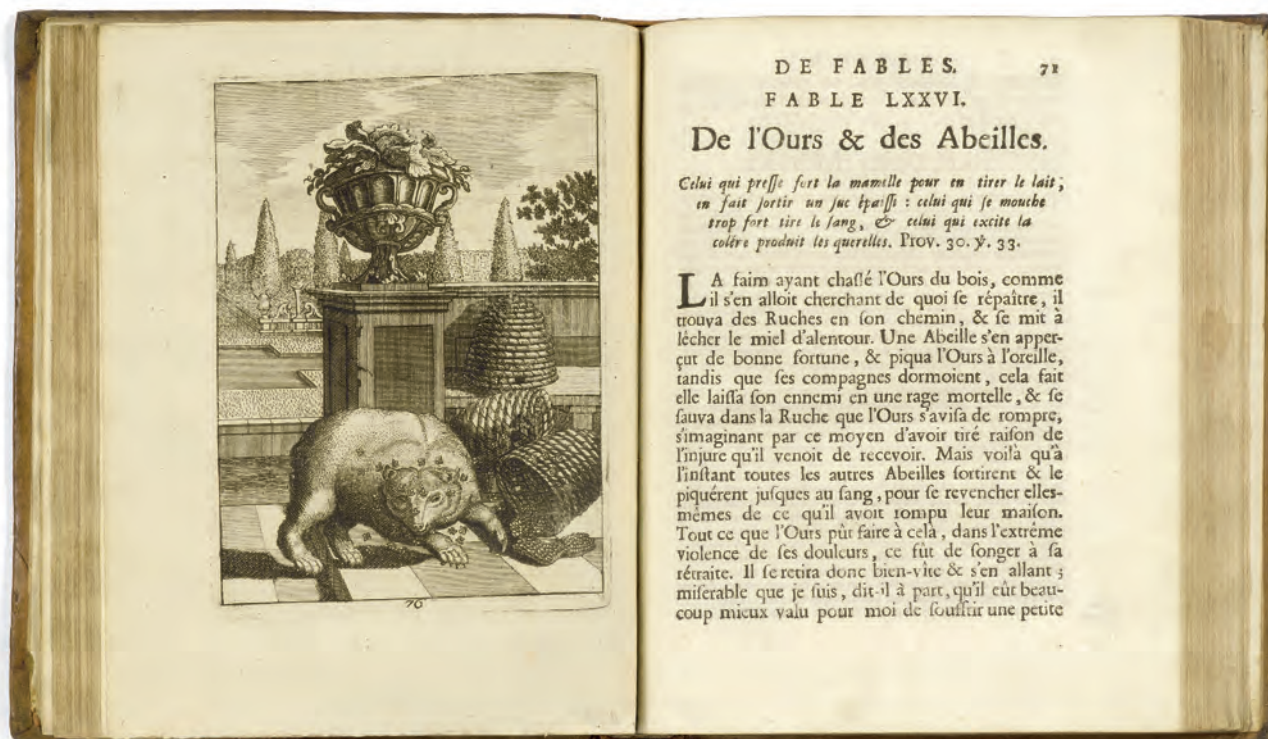 76
DE FABLES. 71
FABLE LXXVI.
De l'Ours & des Abeilles.
Celui qui presse fort la mamelle pour en tirer le lait;
en fait sortir un suc épaissi : celui qui se mouche
trop fort tire le sang, & celui qui excite la
colére produit les querelles. Prov. 30. ℣. 33.
LA faim ayant chassé l'Ours du bois, comme
il s'en alloit cherchant de quoi se répaître, il
trouva des Ruches en son chemin, & se mit à
lécher le miel d'alentour. Une Abeille s'en apper-
çut de bonne fortune, & piqua l'Ours à l'oreille,
tandis que ses compagnes dormoient, cela fait
elle laissa son ennemi en une rage mortelle, & se
sauva dans la Ruche que l'Ours s'avisa de rompre,
s'imaginant par ce moyen d'avoir tiré raison de
l'injure qu'il venoit de recevoir. Mais voilà qu'à
l'instant toutes les autres Abeilles sortirent & le
piquérent jusques au sang, pour se revencher elles-
mêmes de ce qu'il avoit rompu leur maison.
Tout ce que l'Ours pût faire à celà, dans l'extrême
violence de ses douleurs, ce fût de songer à sa
rétraite. Il se retira donc bien-vîte & s'en allant ;
miserable que je suis, dit-il à part, qu'il eût beau-
coup mieux valu pour moi de souffrir une petite